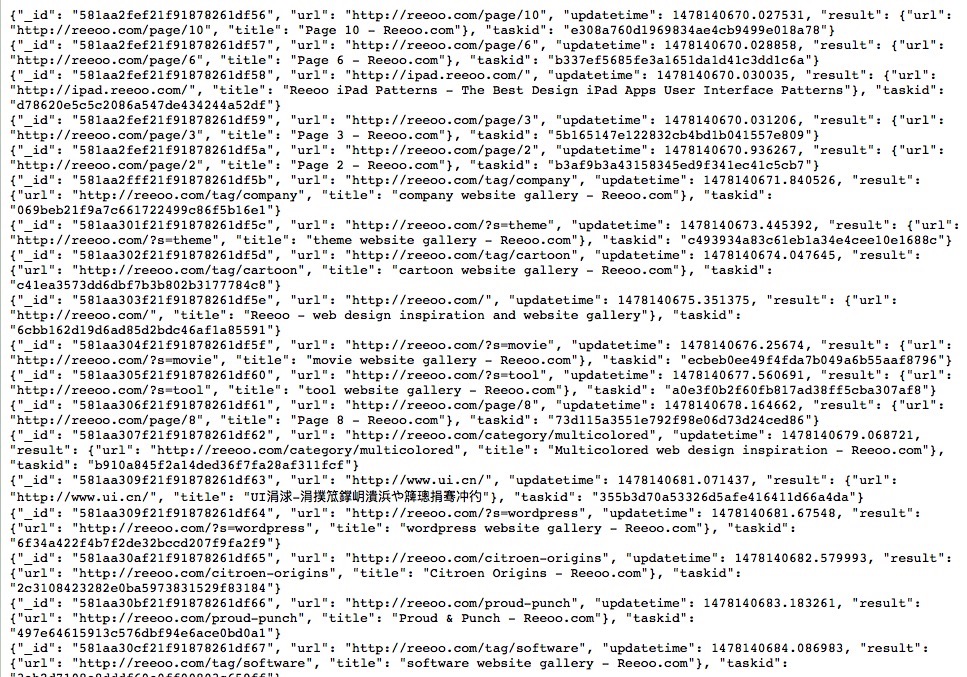 {"_id": "581aa2fef21f91878261df56", "url": "http://reeoo.com/page/10", "updatetime": 1478140670.027531, "result": {"url":
"http://reeoo.com/page/10", "title": "Page 10 - Reeoo.com"}, "taskid": "e308a760d1969834ae4cb9499e018a78"}
{"_id": "581aa2fef21f91878261df57", "url": "http://reeoo.com/page/6", "updatetime": 1478140670.028858, "result": {"url":
"http://reeoo.com/page/6", "title": "Page 6 - Reeoo.com"}, "taskid": "b337ef5685fe3a1651da1d41c3dd1c6a"}
{"_id": "581aa2fef21f91878261df58", "url": "http://ipad.reeoo.com/", "updatetime": 1478140670.030035, "result": {"url":
"http://ipad.reeoo.com/", "title": "Reeoo iPad Patterns - The Best Design iPad Apps User Interface Patterns"}, "taskid":
"d78620e5c5c2086a547de434244a52df"}
{"_id": "581aa2fef21f91878261df59", "url": "http://reeoo.com/page/3", "updatetime": 1478140670.031206, "result": {"url":
"http://reeoo.com/page/3", "title": "Page 3 - Reeoo.com"}, "taskid": "5b165147e122832cb4bd1b041557e809"}
{"_id": "581aa2fef21f91878261df5a", "url": "http://reeoo.com/page/2", "updatetime": 1478140670.936267, "result": {"url":
"http://reeoo.com/page/2", "title": "Page 2 - Reeoo.com"}, "taskid": "b3af9b3a43158345ed9f341ec41c5cb7"}
{"_id": "581aa2fff21f91878261df5b", "url": "http://reeoo.com/tag/company", "updatetime": 1478140671.840526, "result":
{"url": "http://reeoo.com/tag/company", "title": "company website gallery - Reeoo.com"}, "taskid":
"069beb21f9a7c661722499c86f5b16e1"}
{"_id": "581aa301f21f91878261df5c", "url": "http://reeoo.com/?s=theme", "updatetime": 1478140673.445392, "result": {"url":
"http://reeoo.com/?s=theme", "title": "theme website gallery - Reeoo.com"}, "taskid": "c493934a83c61eb1a34e4cee10e1688c"}
{"_id": "581aa302f21f91878261df5d", "url": "http://reeoo.com/tag/cartoon", "updatetime": 1478140674.047645, "result":
{"url": "http://reeoo.com/tag/cartoon", "title": "cartoon website gallery - Reeoo.com"}, "taskid":
"c41ea3573dd6dbf7b3b802b3177784c8"}
{"_id": "581aa303f21f91878261df5e", "url": "http://reeoo.com/", "updatetime": 1478140675.351375, "result": {"url":
"http://reeoo.com/", "title": "Reeoo - web design inspiration and website gallery"}, "taskid":
"6cbb162d19d6ad85d2bdc46af1a85591"}
{"_id": "581aa304f21f91878261df5f", "url": "http://reeoo.com/?s=movie", "updatetime": 1478140676.25674, "result": {"url":
"http://reeoo.com/?s=movie", "title": "movie website gallery - Reeoo.com"}, "taskid": "ecbeb0ee49f4fda7b049a6b55aaf8796"}
{"_id": "581aa305f21f91878261df60", "url": "http://reeoo.com/?s=tool", "updatetime": 1478140677.560691, "result": {"url":
"http://reeoo.com/?s=tool", "title": "tool website gallery - Reeoo.com"}, "taskid": "a0e3f0b2f60fb817ad38ff5cba307af8"}
{"_id": "581aa306f21f91878261df61", "url": "http://reeoo.com/page/8", "updatetime": 1478140678.164662, "result": {"url":
"http://reeoo.com/page/8", "title": "Page 8 - Reeoo.com"}, "taskid": "73d115a3551e792f98e06d73d24ced86"}
{"_id": "581aa307f21f91878261df62", "url": "http://reeoo.com/category/multicolored", "updatetime": 1478140679.068721,
"result": {"url": "http://reeoo.com/category/multicolored", "title": "Multicolored web design inspiration - Reeoo.com"},
"taskid": "b910a845f2a14ded36f7fa28af311fcf"}
{"_id": "581aa309f21f91878261df63", "url": "http://www.ui.cn/", "updatetime": 1478140681.071437, "result": {"url":
"http://www.ui.cn/", "title": "}, "taskid": "355b3d70a53326d5afe416411d66a4da"}
{"_id": "581aa309f21f91878261df64", "url": "http://reeoo.com/?s=wordpress", "updatetime": 1478140681.67548, "result":
{"url": "http://reeoo.com/?s=wordpress", "title": "wordpress website gallery - Reeoo.com"}, "taskid":
"6f34a422f4b7f2de32bccd207f9fa2f9"}
{"_id": "581aa30af21f91878261df65", "url": "http://reeoo.com/citroen-origins", "updatetime": 1478140682.579993, "result":
{"url": "http://reeoo.com/citroen-origins", "title": "Citroen Origins - Reeoo.com"}, "taskid":
"2c3108423282e0ba5973831529f83184"}
{"_id": "581aa30bf21f91878261df66", "url": "http://reeoo.com/proud-punch", "updatetime": 1478140683.183261, "result":
{"url": "http://reeoo.com/proud-punch", "title": "Proud & Punch - Reeoo.com"}, "taskid":
"497e64615913c576dbf94e6ace0bd0a1"}
{"_id": "581aa30cf21f91878261df67", "url": "http://reeoo.com/tag/software", "updatetime": 1478140684.086983, "result":
{"url": "http://reeoo.com/tag/software", "title": "software website gallery - Reeoo.com"}, "taskid":